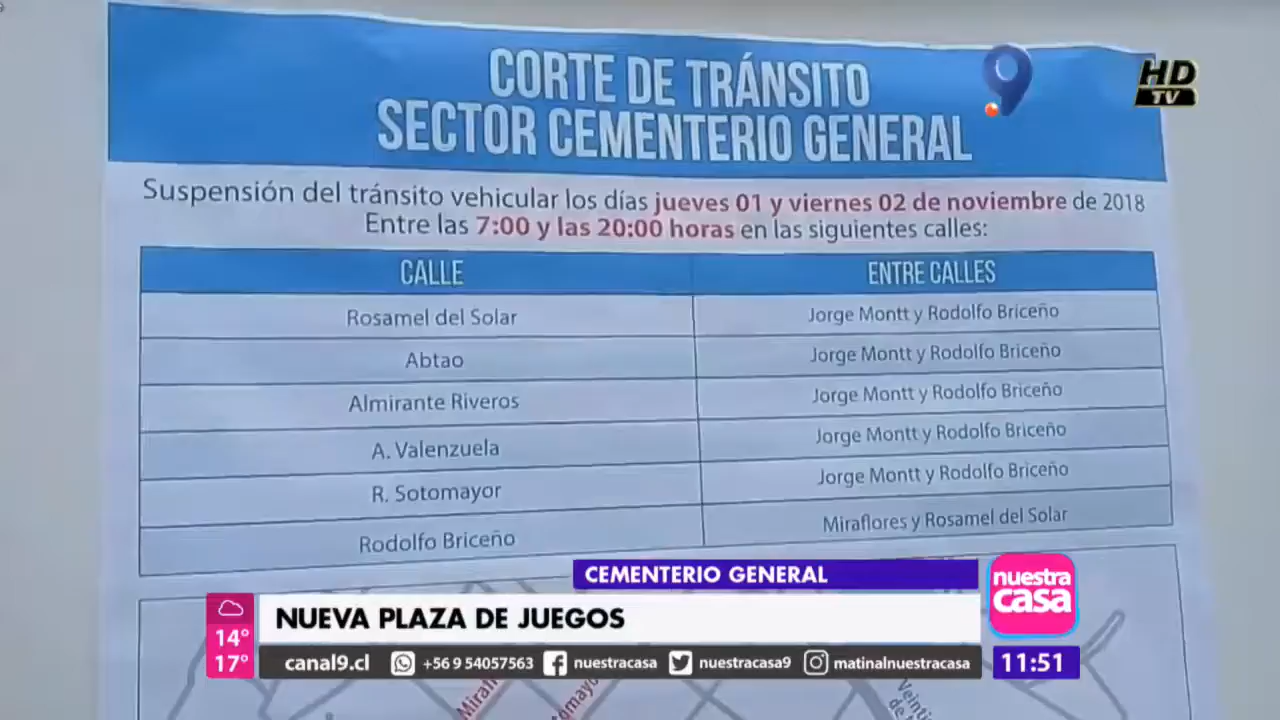 CORTE DE TRÁNSITO
SECTOR CEMENTERIO GENERAL
9
HD
TV
Suspensión del tránsito vehicular los días jueves 01 y viernes 02 de noviembre de 2018
Entre las 7:00 y las 20:00 horas en las siguientes calles:
CALLE ENTRE CALLES
Rosamel del Solar Jorge Montt y Rodolfo Briceño
Abtao Jorge Montt y Rodolfo Briceño
Almirante Riveros Jorge Montt y Rodolfo Briceño
A. Valenzuela Jorge Montt y Rodolfo Briceño
R. Sotomayor Jorge Montt y Rodolfo Briceño
Rodolfo Briceño Miraflores y Rosamel del Solar
CEMENTERIO GENERAL
nuestra
casa
NUEVA PLAZA DE JUEGOS
14°
17°
canal9.cl +56 9 54057563 nuestracasa nuestracasa9 matinalnuestracasa
11:51